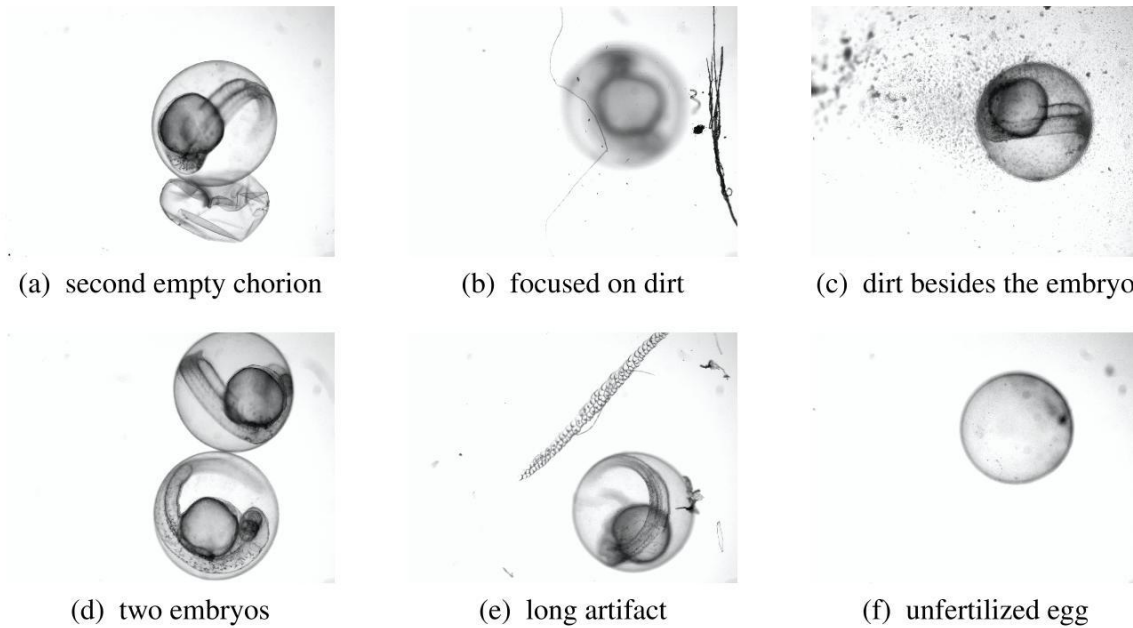 (a) second empty chorion
(b) focused on dirt
(c) dirt besides the embryo
(d) two embryos
(e) long artifact
(f) unfertilized egg